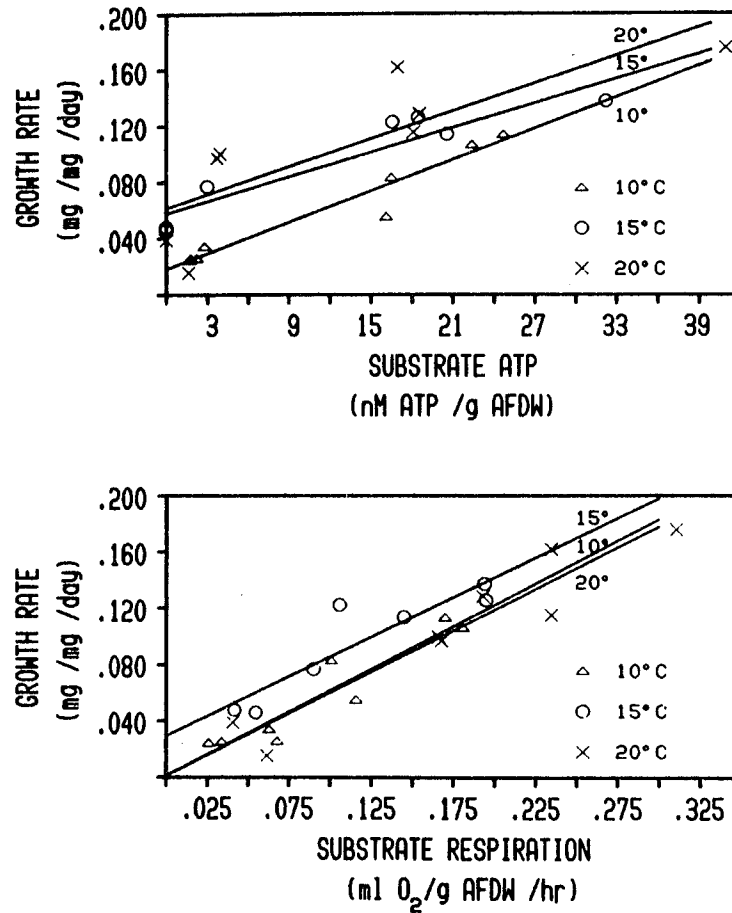 .200
.160
.120
.080
.040
GROWTH RATE
(mg /mg /day)
20°
15°
10°
10°C
15°C
20°C
3 9 15 21 27 33 39
SUBSTRATE ATP
(nM ATP /g AFDW)
.200
.160
.120
.080
.040
GROWTH RATE
(mg /mg /day)
15°
10°
20°
10°C
15°C
20°C
.025 .075 .125 .175 .225 .275 .325
SUBSTRATE RESPIRATION
(ml O₂/g AFDW /hr)